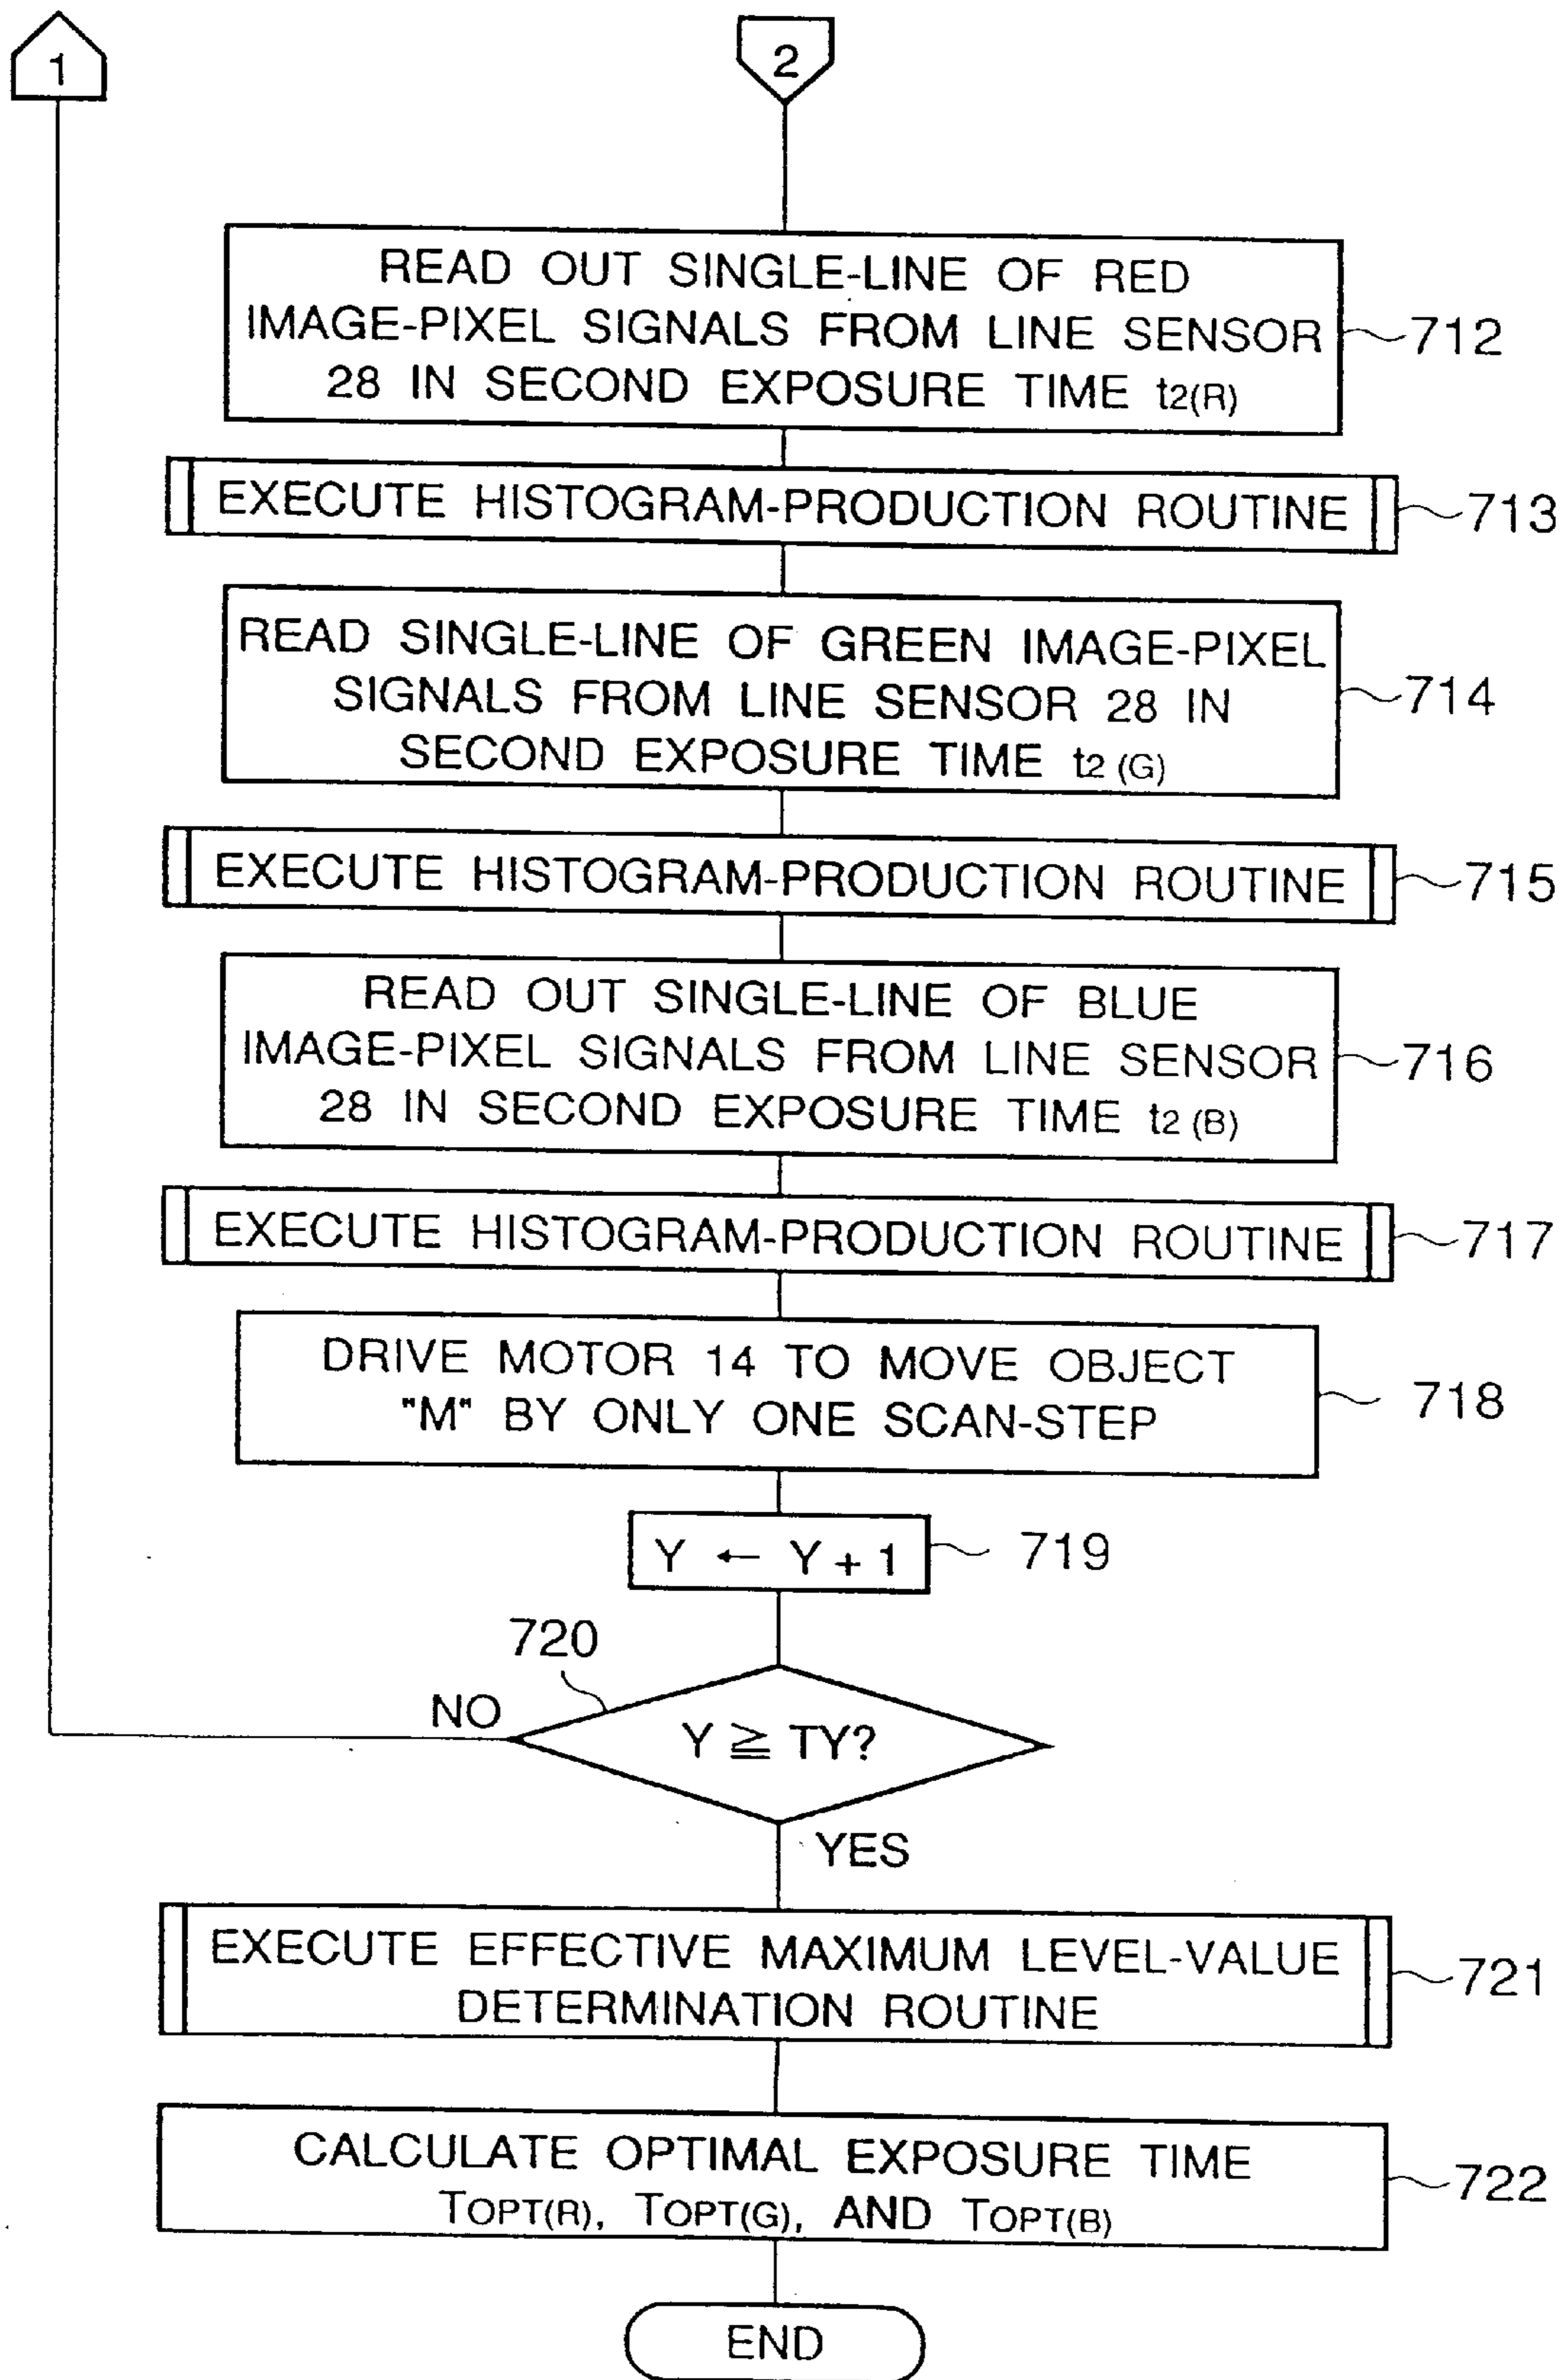 1
2
READ OUT SINGLE-LINE OF RED
IMAGE-PIXEL SIGNALS FROM LINE SENSOR
28 IN SECOND EXPOSURE TIME t2(R)
712
EXECUTE HISTOGRAM-PRODUCTION ROUTINE
713
READ SINGLE-LINE OF GREEN IMAGE-PIXEL
SIGNALS FROM LINE SENSOR 28 IN
SECOND EXPOSURE TIME t2 (G)
714
EXECUTE HISTOGRAM-PRODUCTION ROUTINE
715
READ OUT SINGLE-LINE OF BLUE
IMAGE-PIXEL SIGNALS FROM LINE SENSOR
28 IN SECOND EXPOSURE TIME t2 (B)
716
EXECUTE HISTOGRAM-PRODUCTION ROUTINE
717
DRIVE MOTOR 14 TO MOVE OBJECT
"M" BY ONLY ONE SCAN-STEP
718
Y ← Y + 1
719
720
NO
Y ≧ TY?
YES
EXECUTE EFFECTIVE MAXIMUM LEVEL-VALUE
DETERMINATION ROUTINE
721
CALCULATE OPTIMAL EXPOSURE TIME
TOPT(R), TOPT(G), AND TOPT(B)
722
END